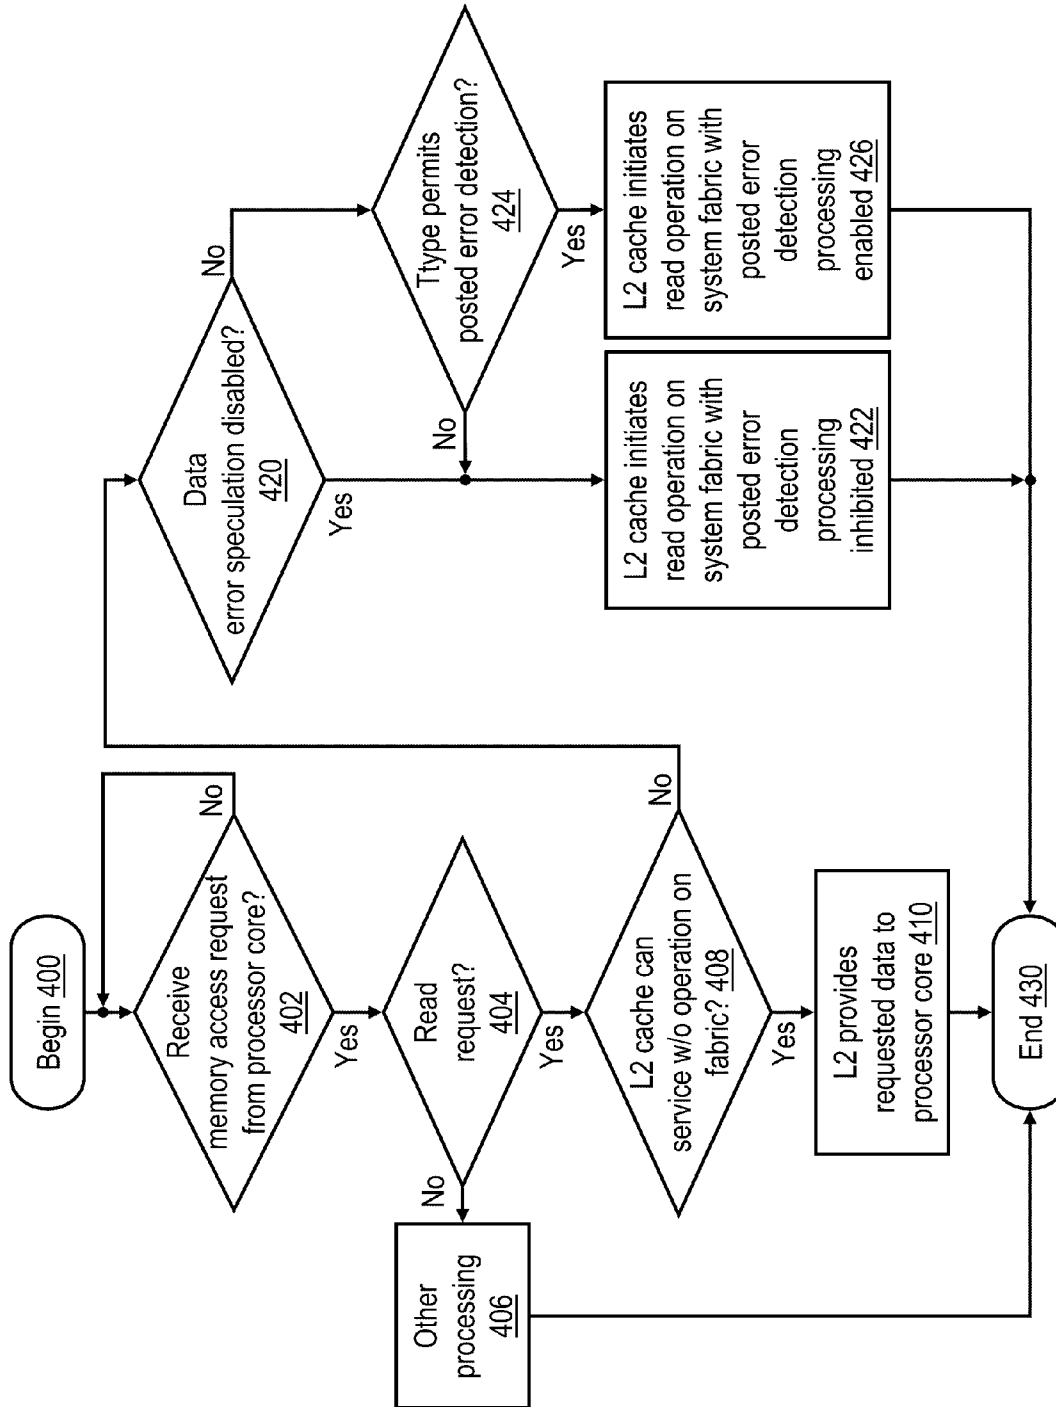 Begin 400
Receive
memory access request
from processor core?
402
No
Yes
Read
request?
404
No
Yes
Other
processing
406
L2 cache can
service w/o operation on
fabric? 408
No
Yes
L2 provides
requested data to
processor core 410
Data
error speculation disabled?
420
No
Yes
Ttype permits
posted error detection?
424
No
Yes
L2 cache initiates
read operation on
system fabric with
posted error
detection
processing
inhibited 422
L2 cache initiates
read operation on
system fabric with
posted error
detection
processing
enabled 426
End 430